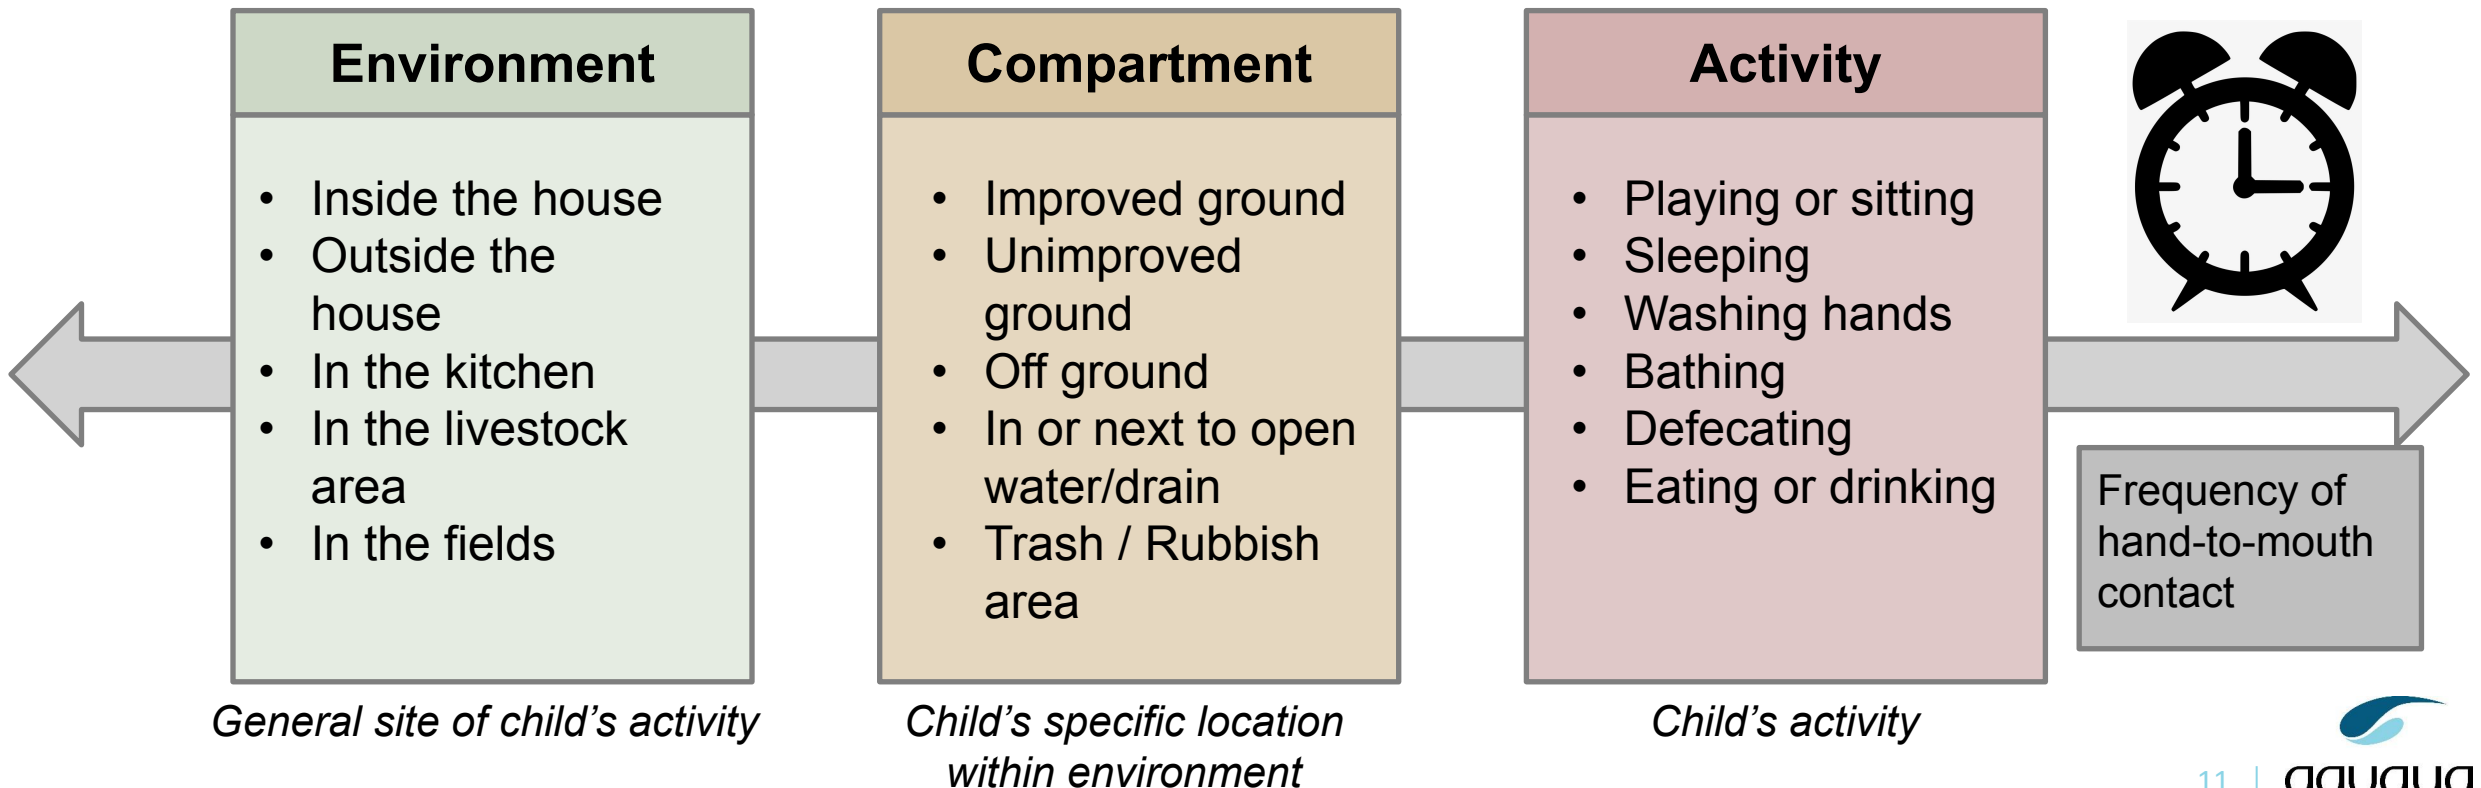 Environment
• Inside the house
• Outside the
house
• In the kitchen
• In the livestock
area
• In the fields
General site of child’s activity
Compartment
• Improved ground
• Unimproved
ground
• Off ground
• In or next to open
water/drain
• Trash / Rubbish
area
Child’s specific location
within environment
Activity
• Playing or sitting
• Sleeping
• Washing hands
• Bathing
• Defecating
• Eating or drinking
Child’s activity
Frequency of
hand-to-mouth
contact
11 |